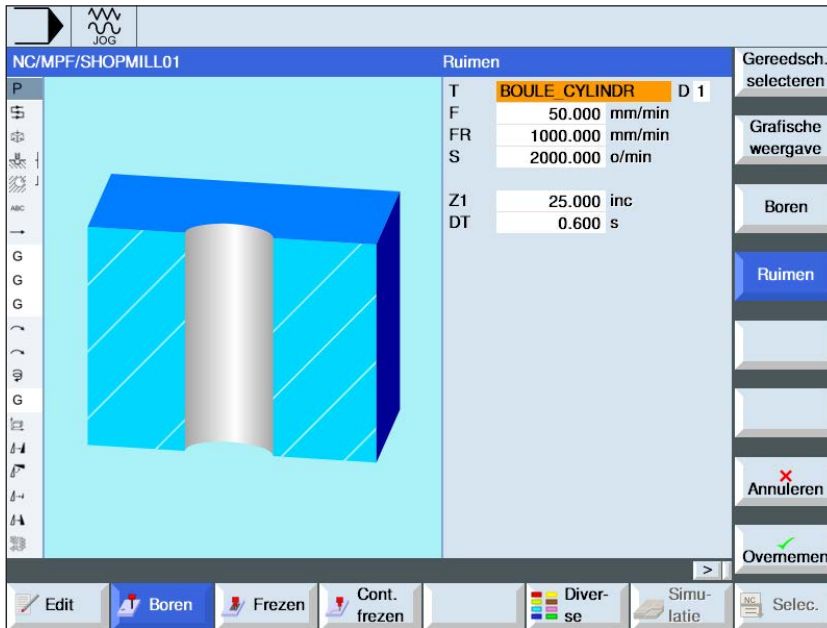 JOG
NC/MPF/SHOPMILL01
Ruimen
P
ABC
G
G
G
G
T BOULE_CYLINDR D 1
F 50.000 mm/min
FR 1000.000 mm/min
S 2000.000 o/min
Z1 25.000 inc
DT 0.600 s
Gereedsch.
selecteren
Grafische
weergave
Boren
Ruimen
Annuleren
Overnemen
>
Edit
Boren
Frezen
Cont.
frezen
Diver-
se
Simu-
latie
NC
Selec.